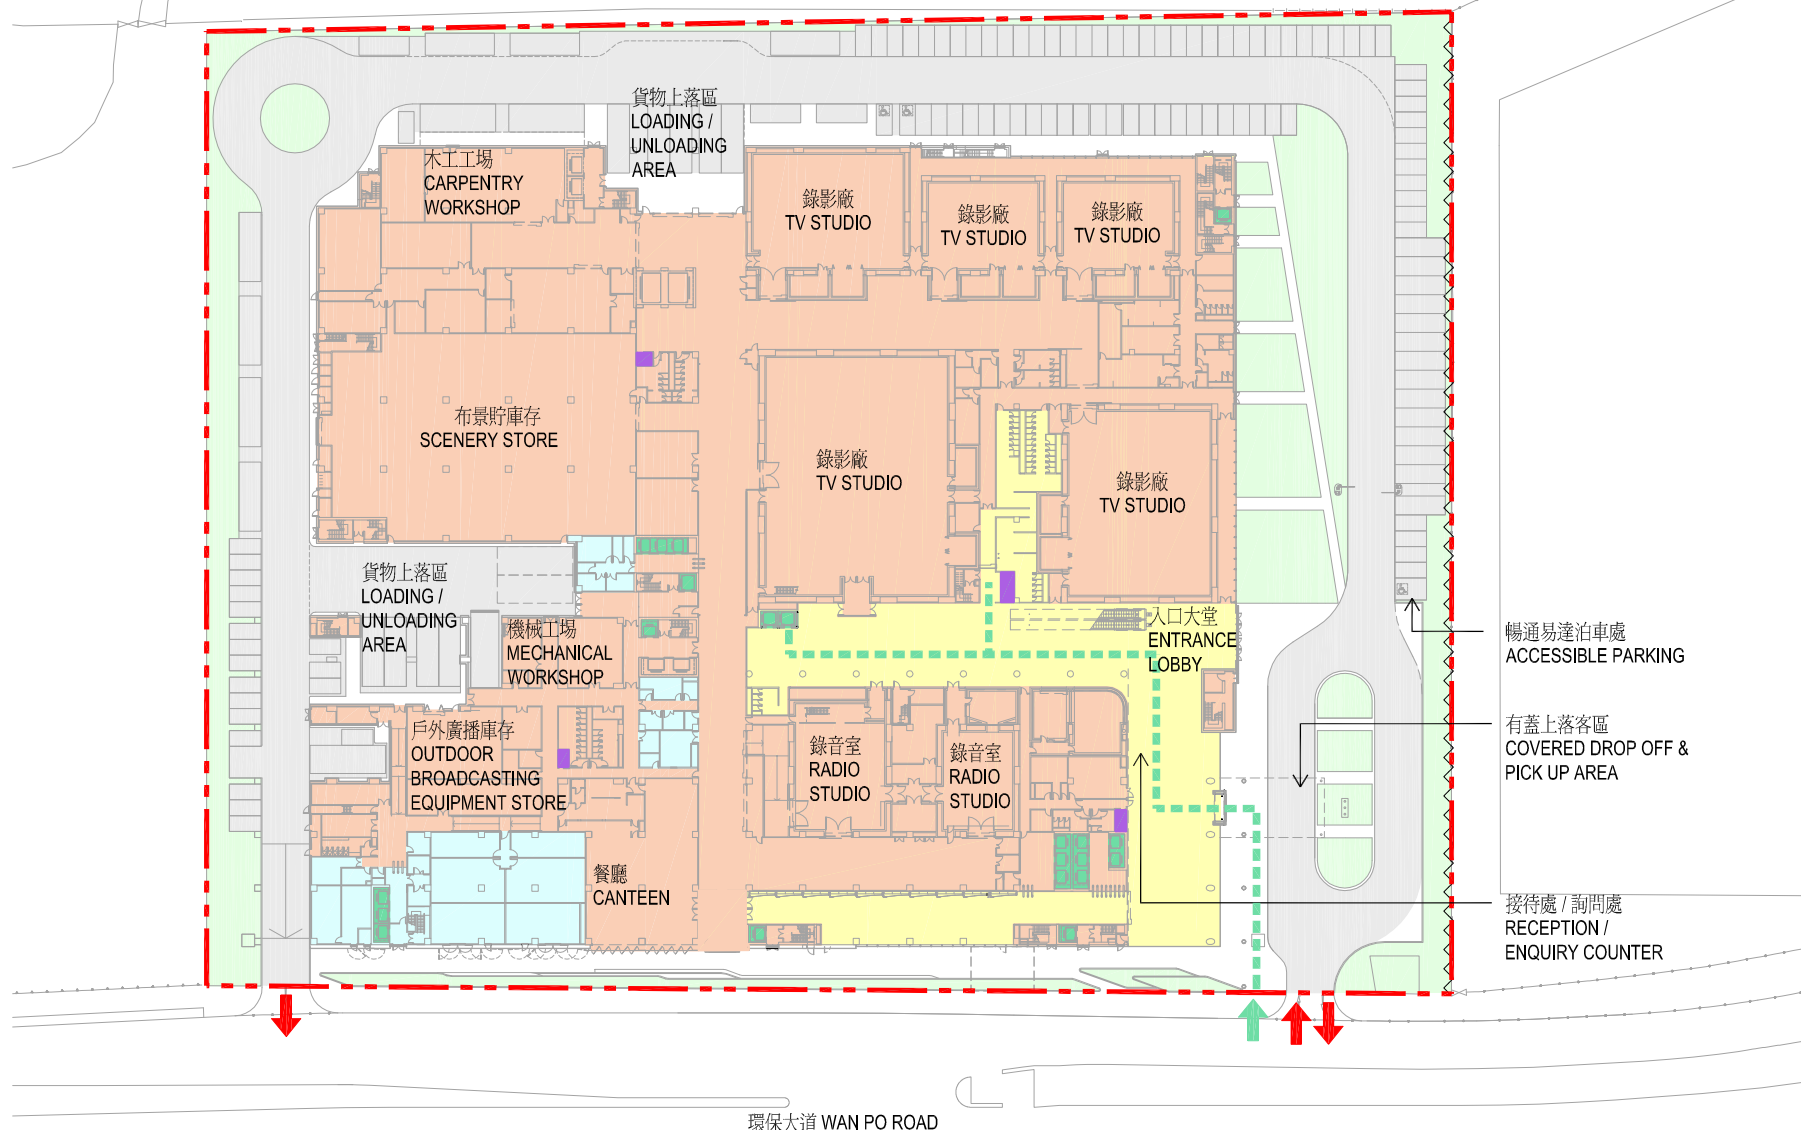 貨物上落區
LOADING /
UNLOADING
AREA
木工工場
CARPENTRY
WORKSHOP
錄影廠
TV STUDIO
錄影廠
TV STUDIO
錄影廠
TV STUDIO
布景貯庫存
SCENERY STORE
錄影廠
TV STUDIO
錄影廠
TV STUDIO
貨物上落區
LOADING /
UNLOADING
AREA
機械工場
MECHANICAL
WORKSHOP
入口大堂
ENTRANCE
LOBBY
暢通易達泊車處
ACCESSIBLE PARKING
戶外廣播庫存
OUTDOOR
BROADCASTING
EQUIPMENT STORE
錄音室
RADIO
STUDIO
錄音室
RADIO
STUDIO
有蓋上落客區
COVERED DROP OFF &
PICK UP AREA
餐廳
CANTEEN
接待處 / 詢問處
RECEPTION /
ENQUIRY COUNTER
環保大道 WAN PO ROAD